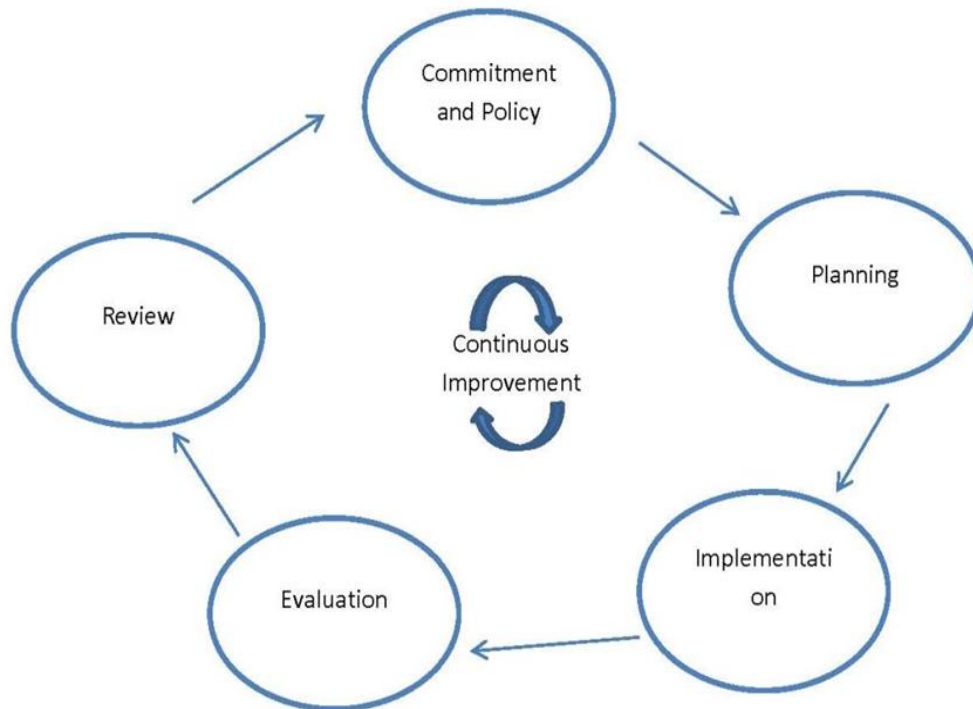 Commitment
and Policy
Planning
Implementati
on
Evaluation
Review
Continuous
Improvement